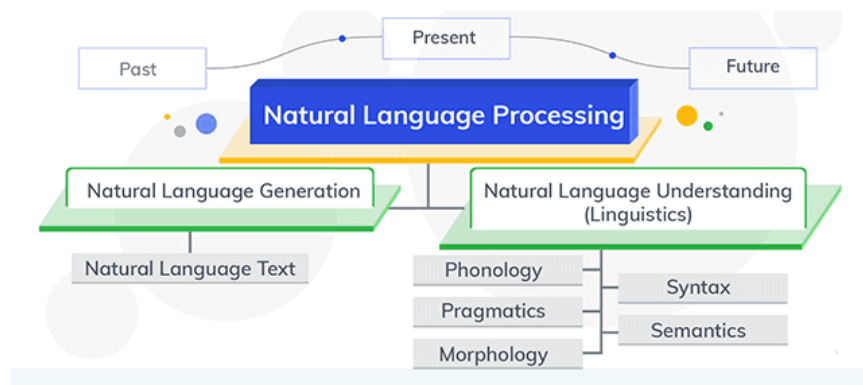 Past
Present
Future
Natural Language Processing
Natural Language Generation
Natural Language Understanding
(Linguistics)
Natural Language Text
Phonology
Syntax
Pragmatics
Semantics
Morphology